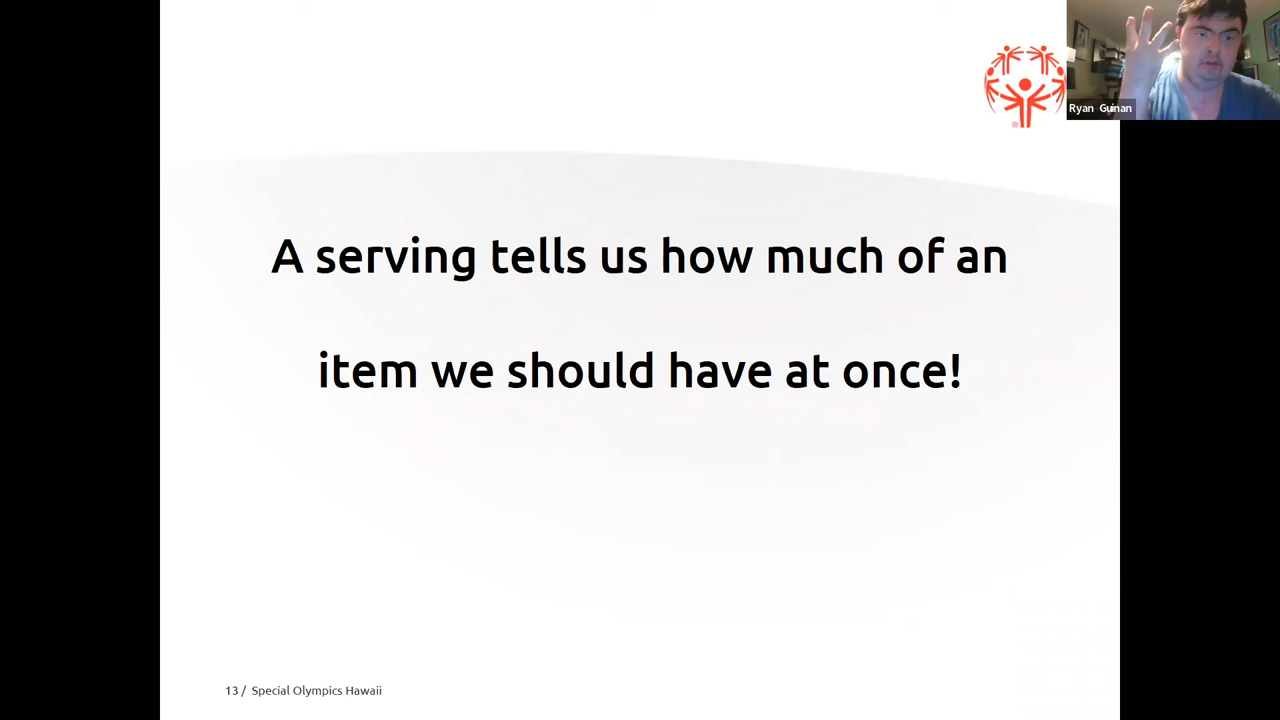 Ryan Guinan
A serving tells us how much of an
item we should have at once!
13 / Special Olympics Hawaii